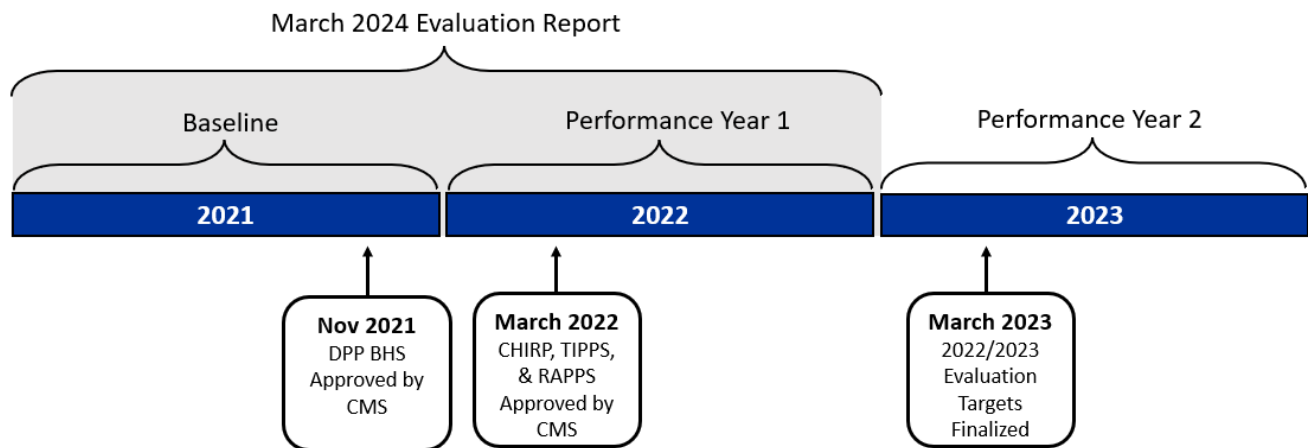 March 2024 Evaluation Report
Baseline
Performance Year 1
Performance Year 2
2021
2022
2023
Nov 2021
DPP BHS
Approved by
CMS
March 2022
CHIRP, TIPPS,
& RAPPS
Approved by
CMS
March 2023
2022/2023
Evaluation
Targets
Finalized